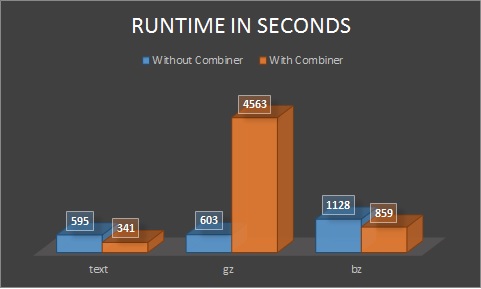 RUNTIME IN SECONDS
Without Combiner With Combiner
4563
595 341 603 1128 859
text gz bz